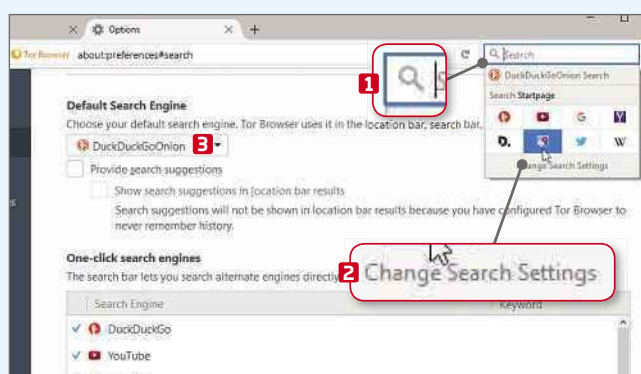 Options
Tor Browser about:preferences#search
Search
1
DuckDuckGoOnion Search
Search Startpage
G
D.
W
Change Search Settings
Default Search Engine
Choose your default search engine. Tor Browser uses it in the location bar, search bar,
DuckDuckGoOnion 3
Provide search suggestions
Show search suggestions in location bar results
Search suggestions will not be shown in location bar results because you have configured Tor Browser to
never remember history.
One-click search engines
The search bar lets you search alternate engines directly
2 Change Search Settings
Search Engine
Keyword
DuckDuckGo
YouTube